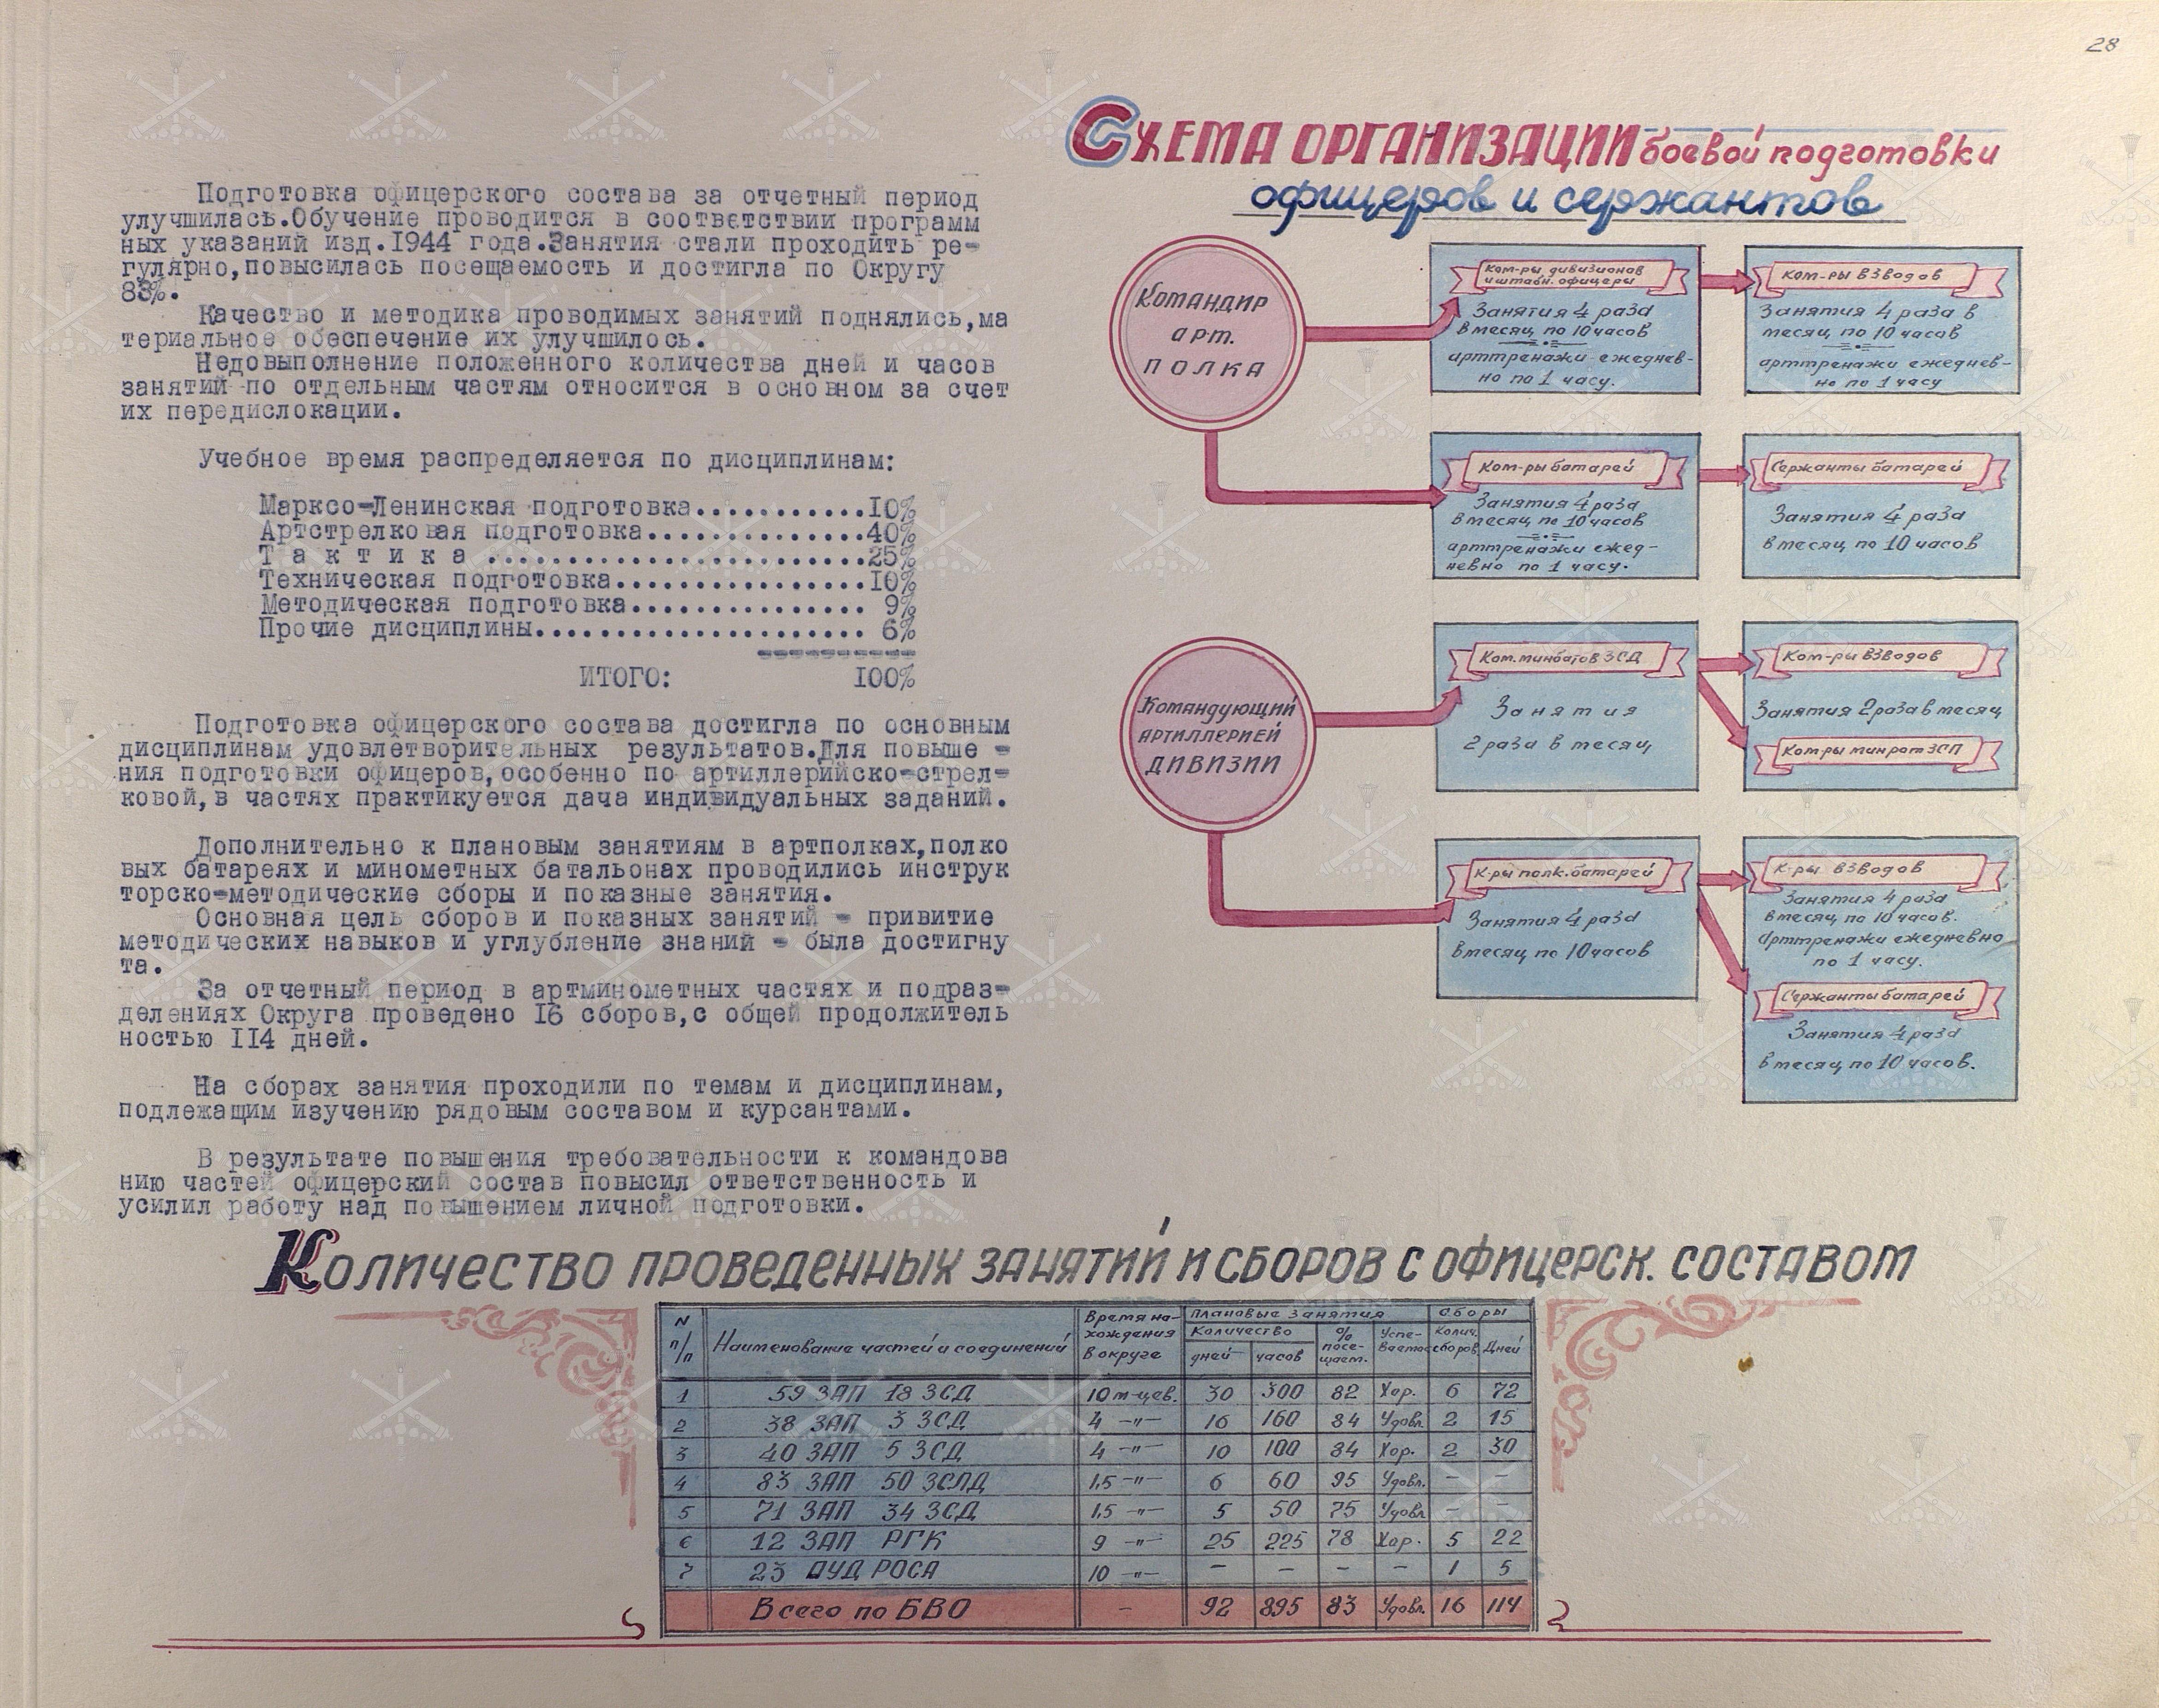 28
Подготовка офицерского состава за отчетный период
улучшилась.Обучение проводится в соответствии программ
ных указаний изд.1944 года.Занятия стали проходить ре-
гулярно,повысилась посещаемость и достигла по Округу
83%.
Качество и методика проводимых занятий поднялись,ма
териальное обеспечение их улучшилось.
Недовыполнение положенного количества дней и часов
занятий по отдельным частям относится в основном за счет
их передислокации.
Учебное время распределяется по дисциплинам:
Марксо-Ленинская подготовка...........10%
Артстрелковая подготовка..............40%
Т а к т и к а ........................25%
Техническая подготовка................10%
Методическая подготовка............... 9%
Прочие дисциплины..................... 6%
ИТОГО: 100%
Подготовка офицерского состава достигла по основным
дисциплинам удовлетворительных результатов.Для повыше -
ния подготовки офицеров,особенно по артиллерийско-стрел-
ковой,в частях практикуется дача индивидуальных заданий.
Дополнительно к плановым занятиям в артполках,полко
вых батареях и минометных батальонах проводились инструк
торско-методические сборы и показные занятия.
Основная цель сборов и показных занятий - привитие
методических навыков и углубление знаний - была достигну
та.
За отчетный период в артминометных частях и подраз-
делениях Округа проведено I6 сборов,с общей продолжитель
ностью II4 дней.
На сборах занятия проходили по темам и дисциплинам,
подлежащим изучению рядовым составом и курсантами.
В результате повышения требовательности к командова
нию частей офицерский состав повысил ответственность и
усилил работу над повышением личной подготовки.
СХЕМА ОРГАНИЗАЦИИ боевой подготовки
офицеров и сержантов
Командир
арт.
ПОЛКА
Ком-ры дивизионов
и штабн. офицеры
Занятия 4 раза
в месяц по 10 часов
арттренажи ежеднев-
но по 1 часу.
Ком-ры взводов
Занятия 4 раза в
месяц по 10 часов
арттренажи ежеднев-
но по 1 часу
Ком-ры батарей
Занятия 4 раза
в месяц по 10 часов
арттренажи ежед-
невно по 1 часу.
Сержанты батарей
Занятия 4 раза
в месяц по 10 часов
Командующий
АРТИЛЛЕРИЕЙ
ДИВИЗИИ
Ком. минбатов ЗСД
Занятия
2 раза в месяц
Ком-ры взводов
Занятия 2 раза в месяц
Ком-ры минрот ЗСП
К-ры полк. батарей
Занятия 4 раза
в месяц по 10 часов
К-ры взводов
Занятия 4 раза
в месяц по 10 часов.
Арттренажи ежедневно
по 1 часу.
Сержанты батарей
Занятия 4 раза
в месяц по 10 часов.
Количество проведенных занятий и сборов с офицерск. составом
N п/п Наименование частей и соединений Время на-хождения в округе Плановые занятия Сборы
Количество % посе-щаем. Успе-ваемос Колич. сборов Дней
дней часов
1 59 ЗАП 18 ЗСД 10 м-цев. 30 300 82 Хор. 6 72
2 38 ЗАП 3 ЗСД 4 -"- 16 160 84 Удовл. 2 15
3 40 ЗАП 5 ЗСД 4 -"- 10 100 84 Хор. 2 30
4 83 ЗАП 50 ЗСЛД 1,5 -"- 6 60 95 Удовл. - -
5 71 ЗАП 34 ЗСД 1,5 -"- 5 50 75 Удовл. - -
6 12 ЗАП РГК 9 -"- 25 225 78 Хор. 5 22
7 23 ОУД РОСА 10 -"- - - - - 1 5
Всего по БВО - 92 895 83 Удовл. 16 114